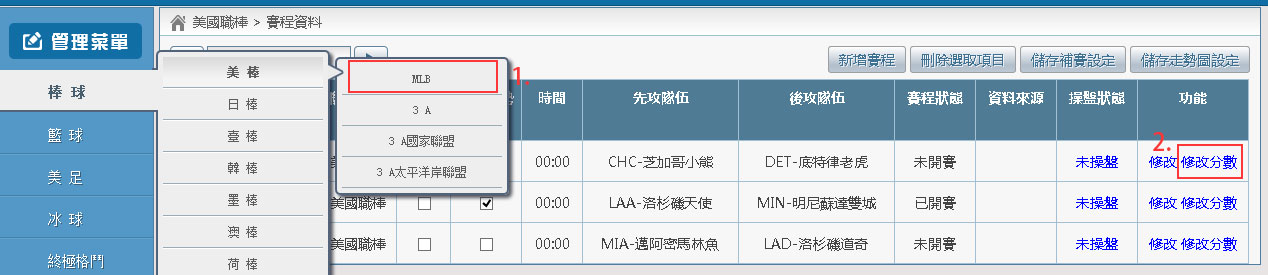 美國職棒 > 賽程資料
管理菜單
新增賽程 刪除選取項目 儲存補賽設定 儲存走勢圖設定
棒 球
籃 球
美 足
冰 球
終極格鬥
美 棒
日 棒
臺 棒
韓 棒
墨 棒
澳 棒
荷 棒
MLB
1.
3 A
3 A國家聯盟
3 A太平洋岸聯盟
時間 先攻隊伍 後攻隊伍 賽程狀態 資料來源 操盤狀態 功能
2.
00:00 CHC-芝加哥小熊 DET-底特律老虎 未開賽 未操盤 修改 修改分數
美國職棒 00:00 LAA-洛杉磯天使 MIN-明尼蘇達雙城 已開賽 未操盤 修改 修改分數
美國職棒 00:00 MIA-邁阿密馬林魚 LAD-洛杉磯道奇 未開賽 未操盤 修改 修改分數